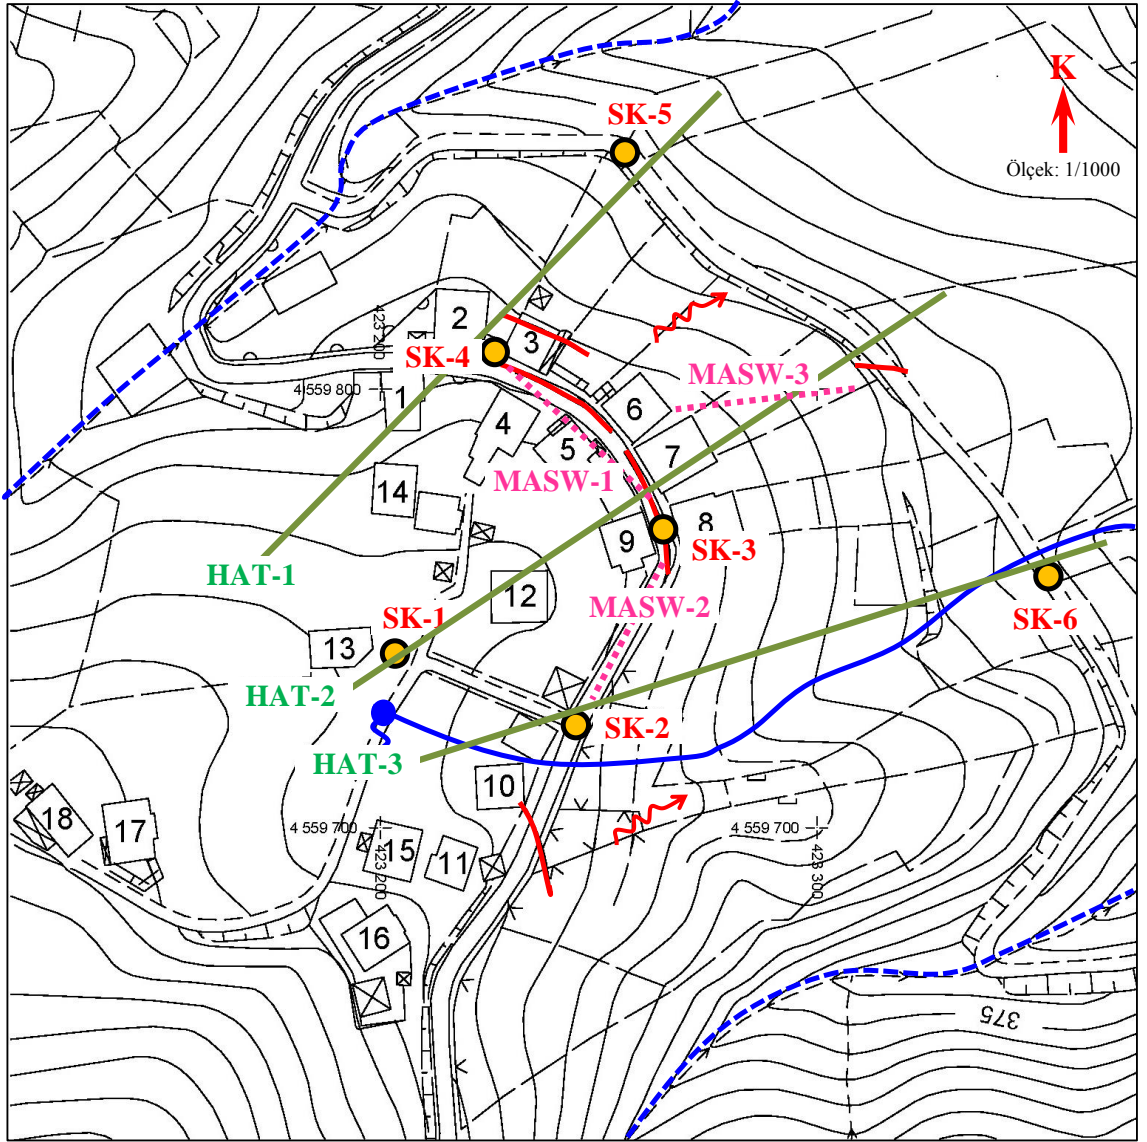 K
SK-5
Ölçek: 1/1000
2
423 200
3
SK-4
MASW-3
4 559 800
1
6
4
5
7
MASW-1
14
8
9
SK-3
HAT-1
12
MASW-2
SK-1
SK-6
13
HAT-2
SK-2
HAT-3
10
18
17
4 559 700
4 559 700
15
11
423 200
423 300
16
375